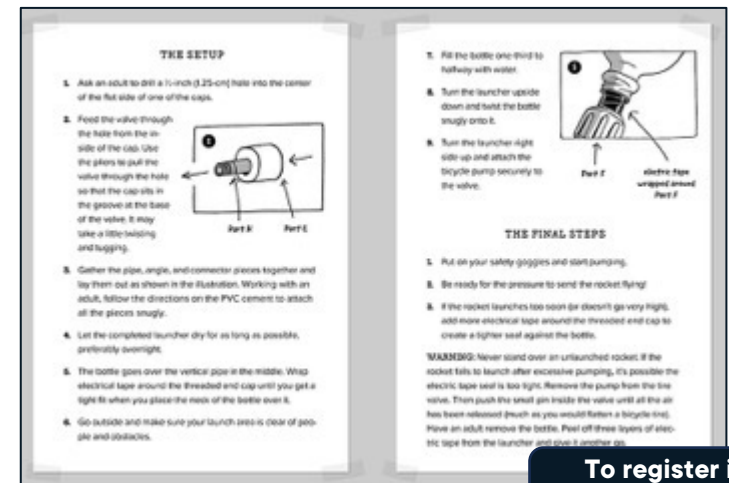 THE SETUP
1. Ask an adult to drill a ½-inch (1.25-cm) hole into the center
of the flat side of one of the caps.
2. Feed the valve through
the hole from the in-
side of the cap. Use
the pliers to pull the
valve through the hole
so that the cap sits in
the groove at the base
of the valve. It may
take a little twisting
and tugging.
Part H
Part G
3. Gather the pipe, angle, and connector pieces together and
lay them out as shown in the illustration. Working with an
adult, follow the directions on the PVC cement to attach
all the pieces snugly.
4. Let the completed launcher dry for as long as possible,
preferably overnight.
5. The bottle goes over the vertical pipe in the middle. Wrap
electrical tape around the threaded end cap until you get a
tight fit when you place the neck of the bottle over it.
6. Go outside and make sure your launch area is clear of peo-
ple and obstacles.
7. Fill the bottle one-third to
halfway with water.
8. Turn the launcher upside
down and twist the bottle
snugly onto it.
9. Turn the launcher right
side up and attach the
bicycle pump securely to
the valve.
electric tape
wrapped around
Part F
THE FINAL STEPS
1. Put on your safety goggles and start pumping.
2. Be ready for the pressure to send the rocket flying!
3. If the rocket launches too soon (or doesn't go very high),
add more electrical tape around the threaded end cap to
create a tighter seal against the bottle.
WARNING: Never stand over an unlaunched rocket. If the
rocket fails to launch after excessive pumping, it's possible the
electric tape seal is too tight. Remove the pump from the tire
valve. Then push the small pin inside the valve until all the air
has been released (much as you would flatten a bicycle tire).
Have an adult remove the bottle. Peel off three layers of elec-
tric tape from the launcher and give it another go.
To register